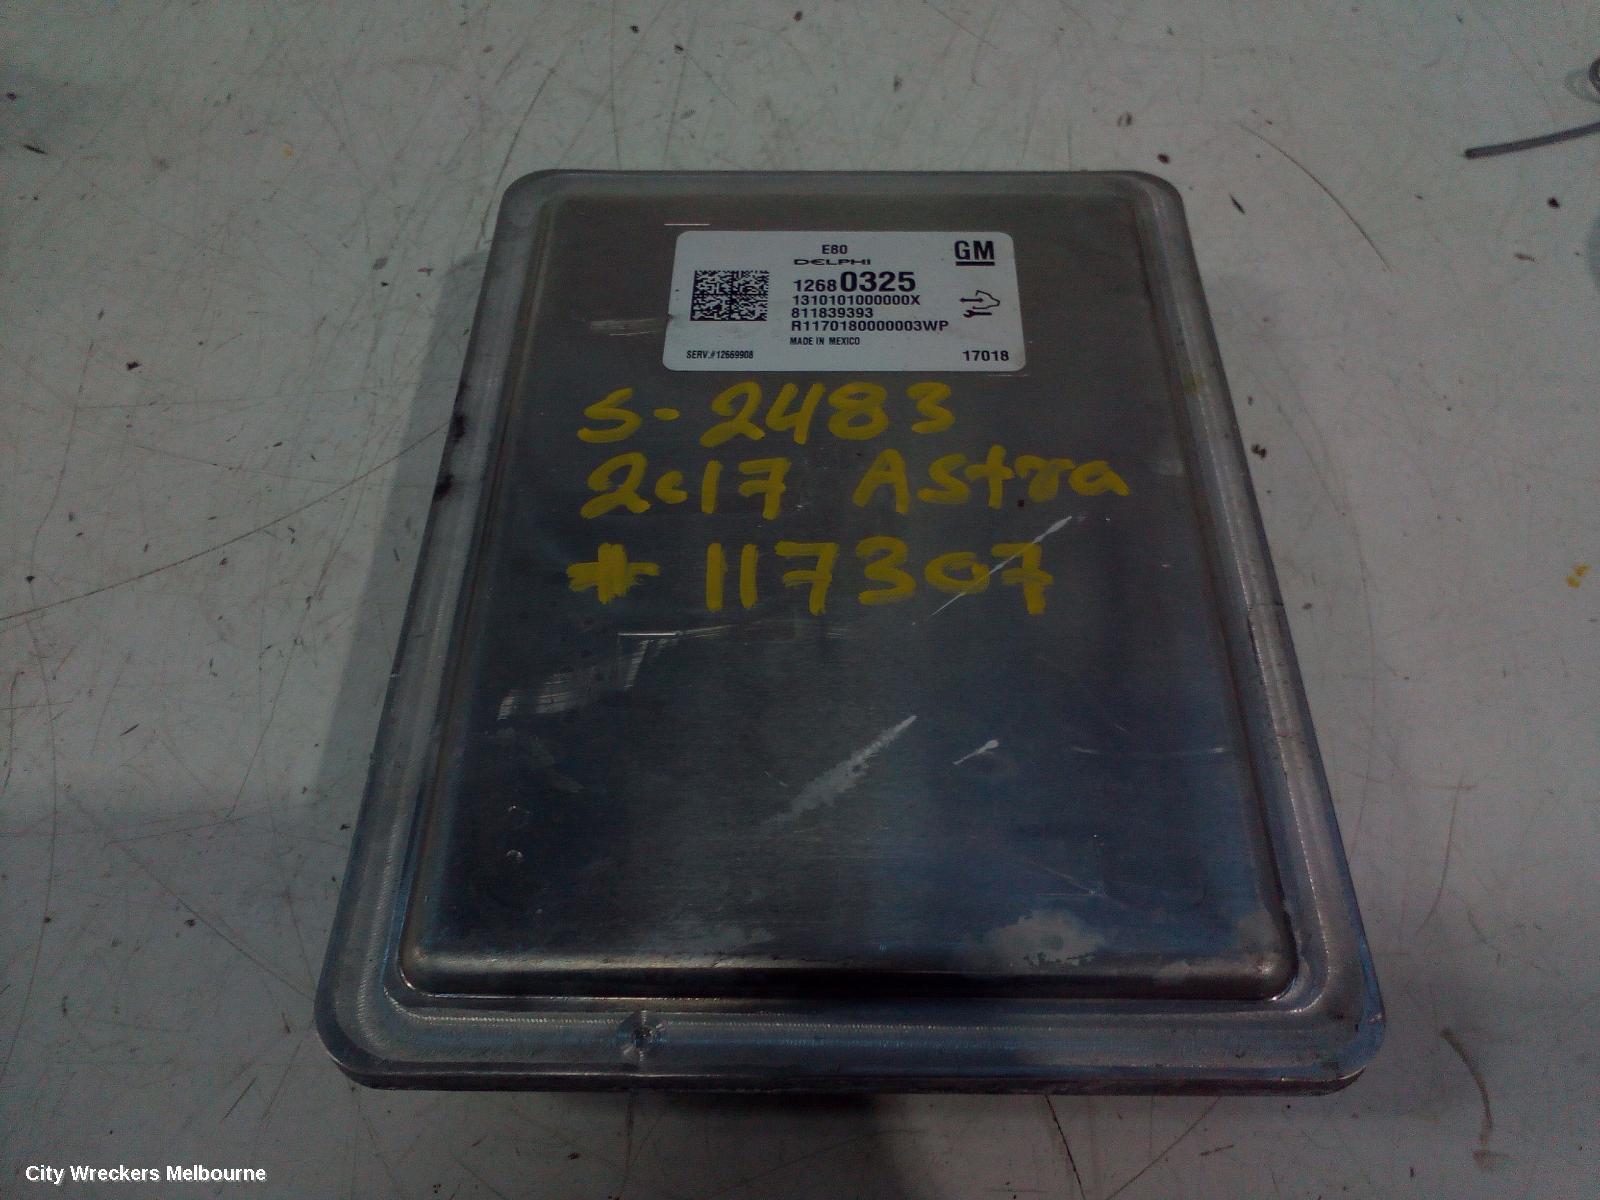 E80
DELPHI
GM
12680325
1310101000000X
811839393
R1170180000003WP
MADE IN MEXICO
SERV.#12669908
17018
S-2483
2017 Astra
# 117307
City Wreckers Melbourne